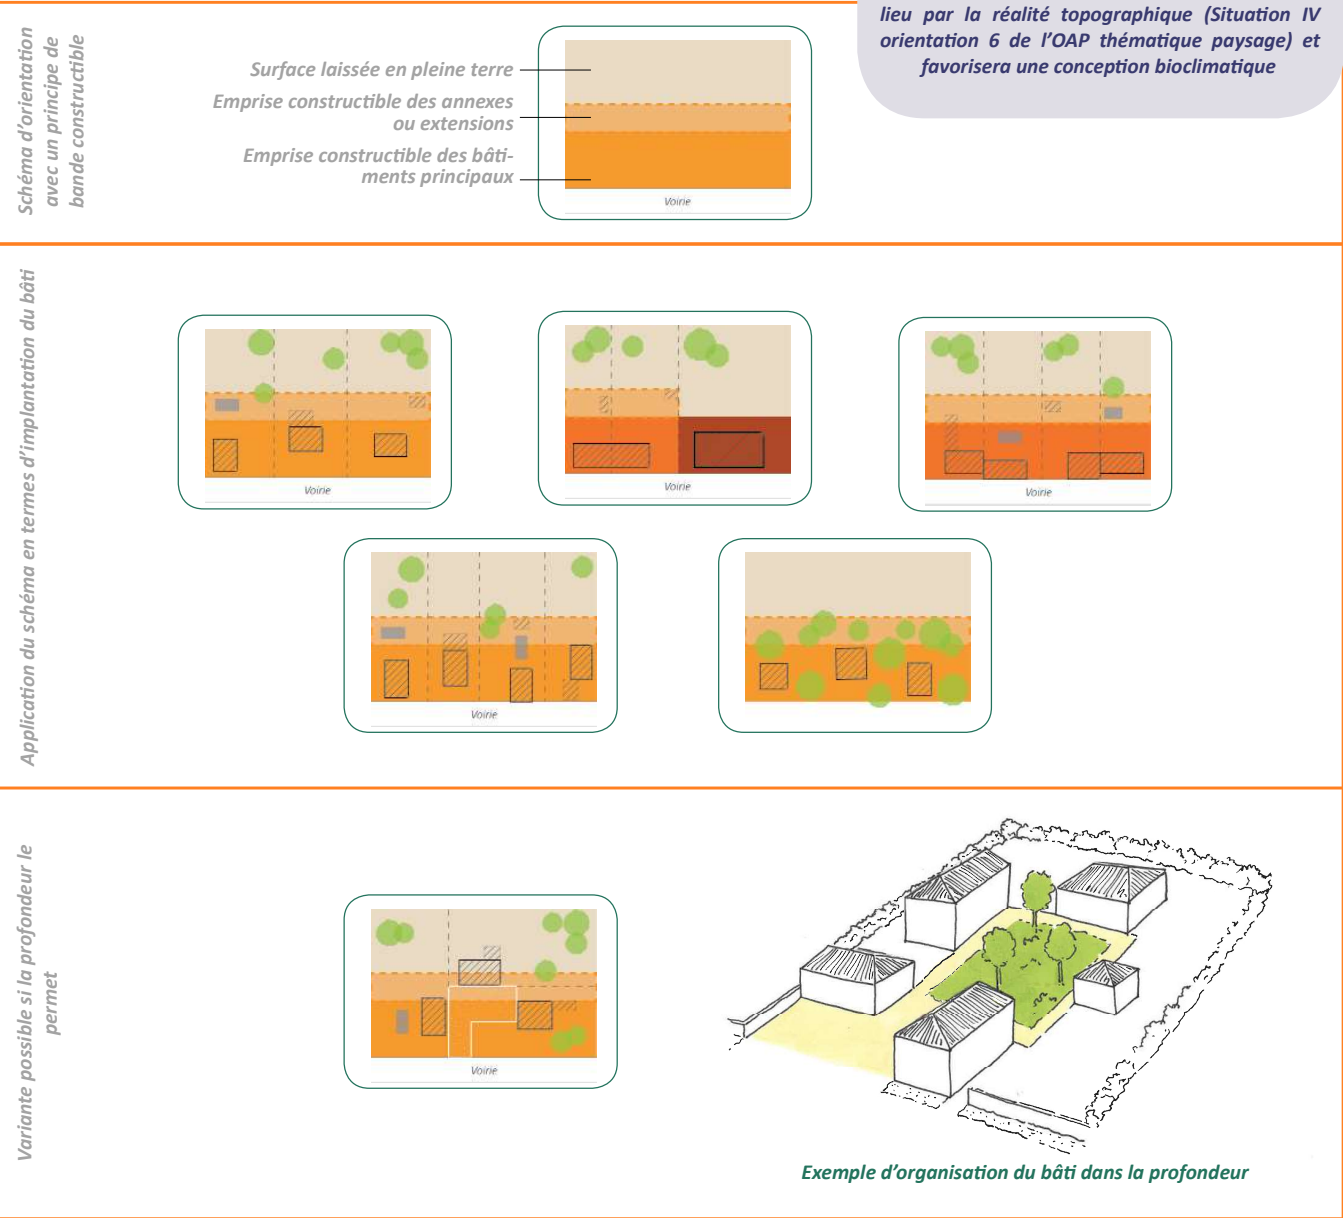 lieu par la réalité topographique (Situation IV
orientation 6 de l'OAP thématique paysage) et
favorisera une conception bioclimatique
Schéma d'orientation
avec un principe de
bande constructible
Surface laissée en pleine terre
Emprise constructible des annexes
ou extensions
Emprise constructible des bâti-
ments principaux
Voirie
Application du schéma en termes d'implantation du bâti
Voirie
Voirie
Voirie
Voirie
Variante possible si la profondeur le
permet
Voirie
Exemple d'organisation du bâti dans la profondeur